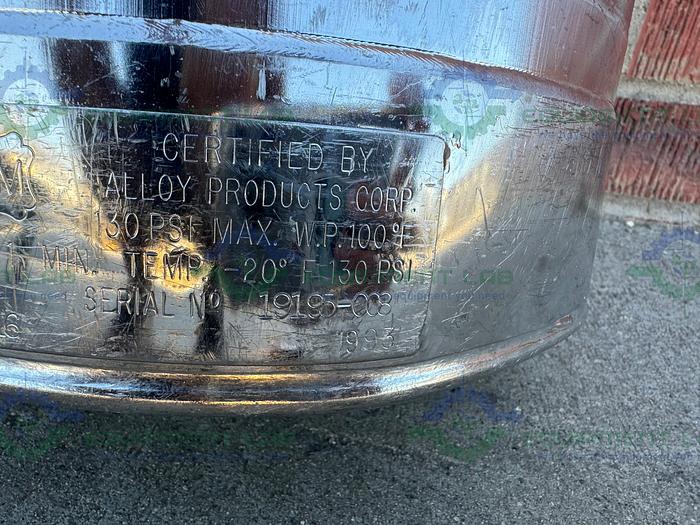 CERTIFIED BY
M ALLOY PRODUCTS CORP.
130 PSI MAX. W.P. 100°F
MIN. TEMP. -20° F 130 PSI
SERIAL Nº 19195-008
1993